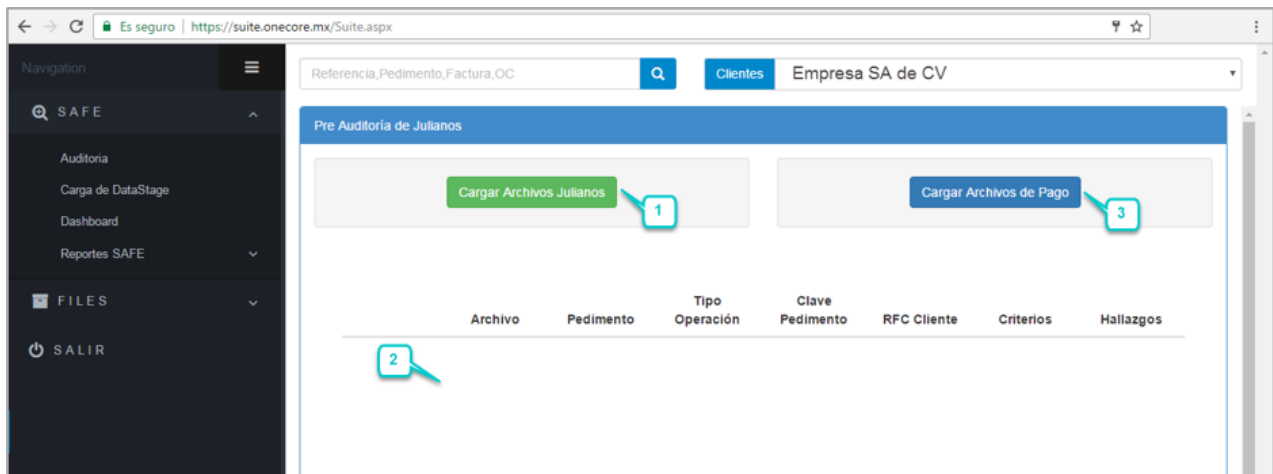 Es seguro | https://suite.onecore.mx/Suite.aspx
Navigation
Referencia,Pedimento,Factura,OC
Clientes
Empresa SA de CV
SAFE
Auditoria
Carga de DataStage
Dashboard
Reportes SAFE
FILES
SALIR
Pre Auditoría de Julianos
Cargar Archivos Julianos
1
Cargar Archivos de Pago
3
Archivo
Pedimento
Tipo
Operación
Clave
Pedimento
RFC Cliente
Criterios
Hallazgos
2